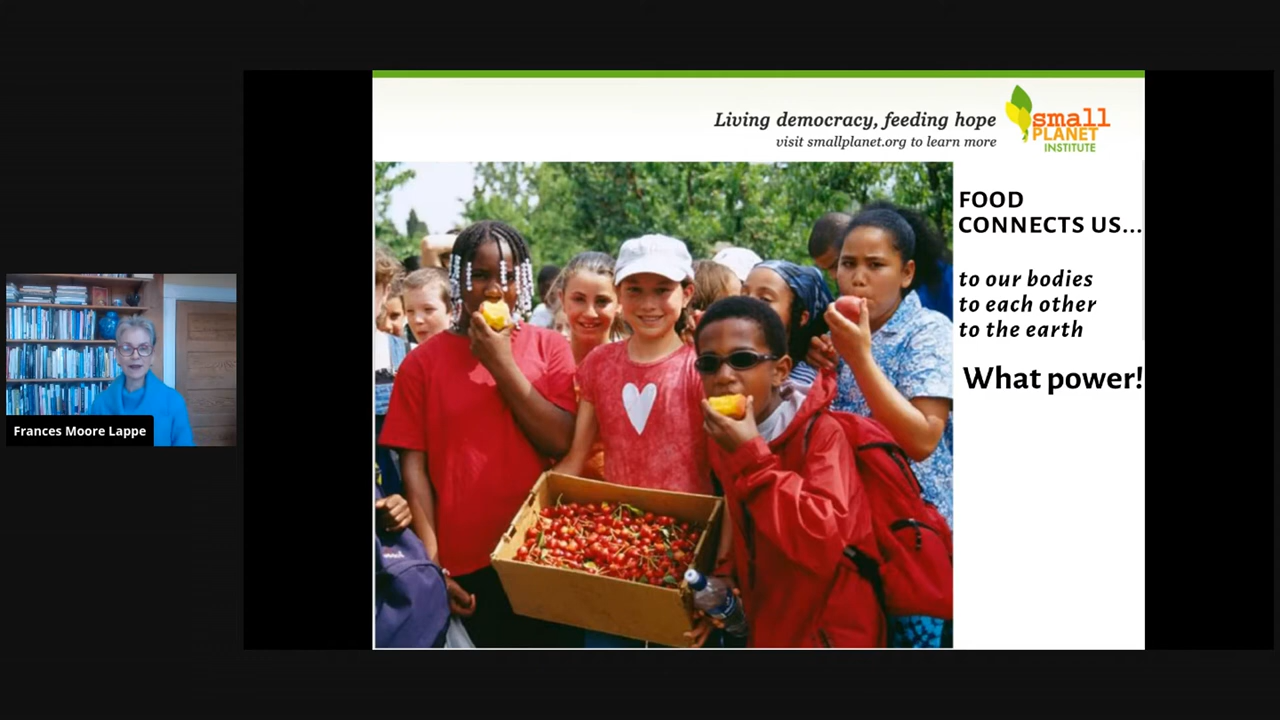 Living democracy, feeding hope
visit smallplanet.org to learn more
small
PLANET
INSTITUTE
FOOD
CONNECTS US...
to our bodies
to each other
to the earth
What power!
Frances Moore Lappe